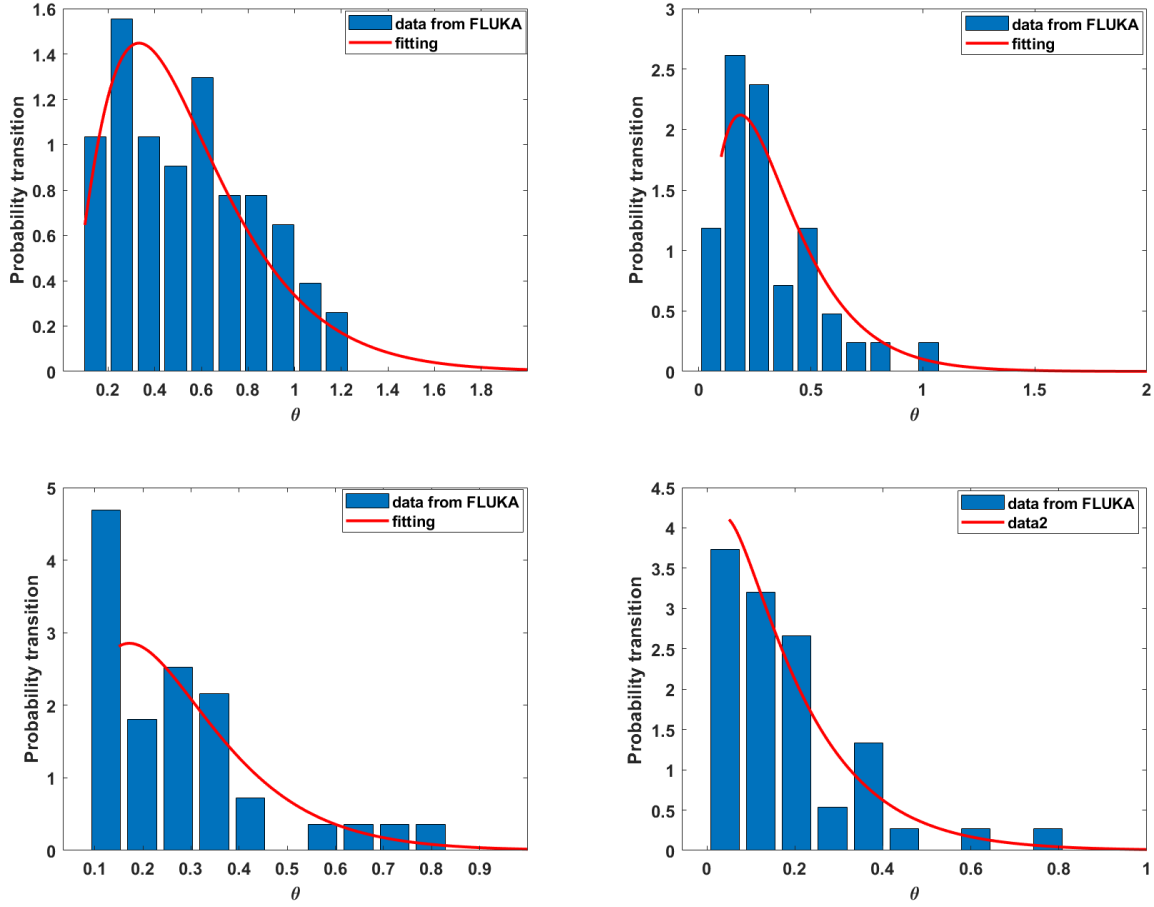 1.6
1.4
1.2
1
0.8
0.6
0.4
0.2
0
Probability transition
data from FLUKA
fitting
0.2 0.4 0.6 0.8 1 1.2 1.4 1.6 1.8
θ
3
2.5
2
1.5
1
0.5
0
Probability transition
data from FLUKA
fitting
0 0.5 1 1.5 2
θ
5
4
3
2
1
0
Probability transition
data from FLUKA
fitting
0.1 0.2 0.3 0.4 0.5 0.6 0.7 0.8 0.9
θ
4.5
4
3.5
3
2.5
2
1.5
1
0.5
0
Probability transition
data from FLUKA
data2
0 0.2 0.4 0.6 0.8 1
θ